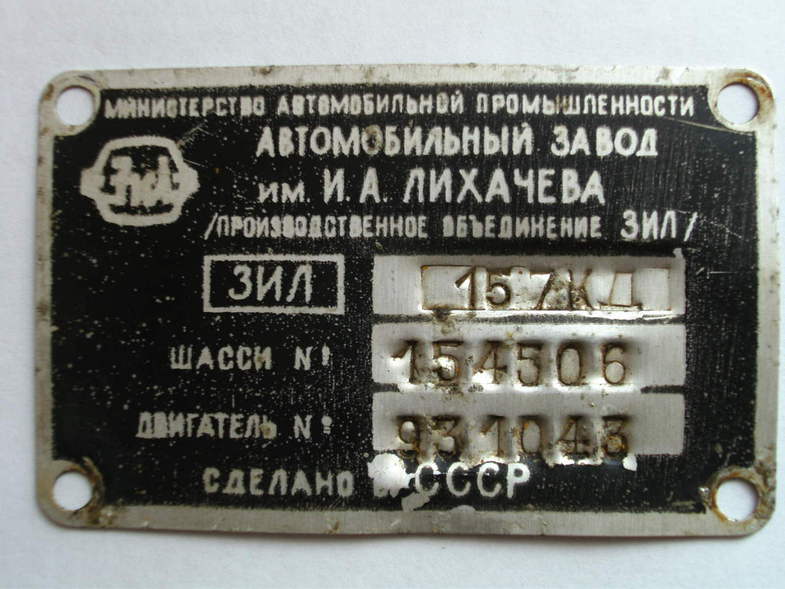 МИНИСТЕРСТВО АВТОМОБИЛЬНОЙ ПРОМЫШЛЕННОСТИ
ЗиЛ
АВТОМОБИЛЬНЫЙ ЗАВОД
им. И. А. ЛИХАЧЕВА
/ПРОИЗВОДСТВЕННОЕ ОБЪЕДИНЕНИЕ ЗИЛ/
ЗИЛ 157КД
ШАССИ № 154506
ДВИГАТЕЛЬ № 931043
СДЕЛАНО В СССР